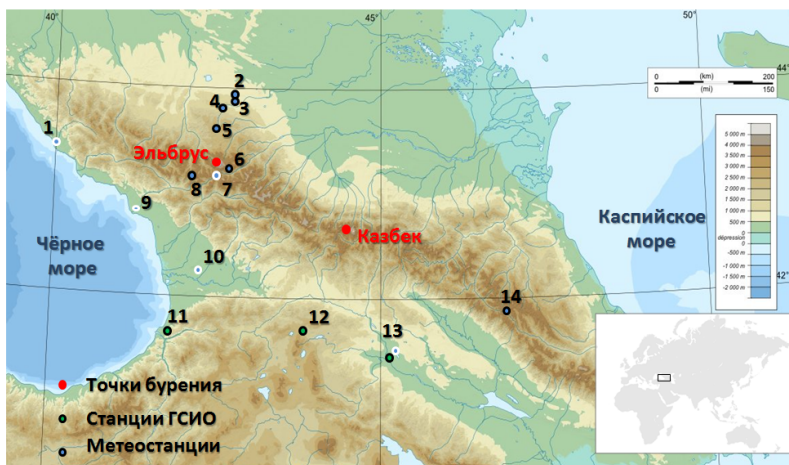 40°
45°
50°
44°
0 (km) 200
0 (mi) 150
2
4
3
5
1
Эльбрус
6
8
7
9
Чёрное
море
Казбек
Каспийское
море
10
42°
14
11
12
13
5 000 m
4 500 m
4 000 m
3 500 m
3 000 m
2 500 m
2 000 m
1 500 m
1 000 m
500 m
0
dépression
0
-500 m
-1 000 m
-1 500 m
-2 000 m
Точки бурения
Станции ГСИО
Метеостанции